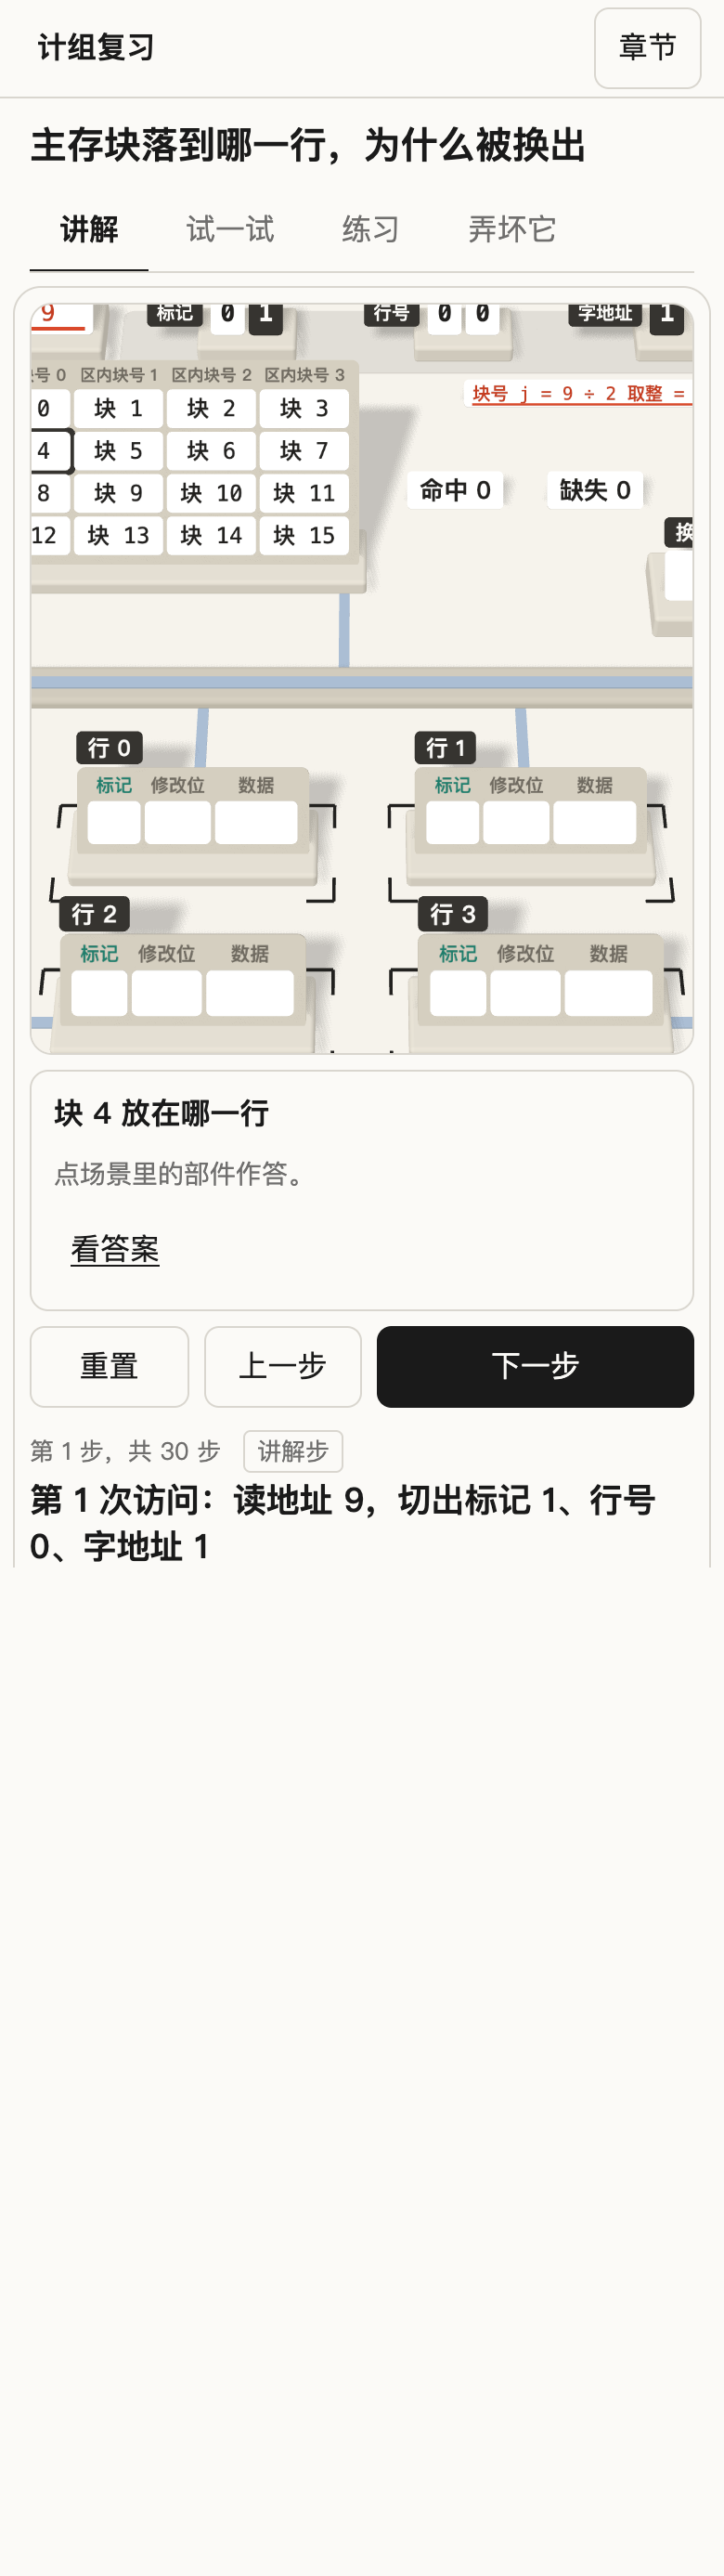 计组复习
章节
主存块落到哪一行，为什么被换出
讲解 试一试 练习 弄坏它
9 标记 0 1 行号 0 0 字地址 1
号 0 区内块号 1 区内块号 2 区内块号 3
0 块 1 块 2 块 3
4 块 5 块 6 块 7
8 块 9 块 10 块 11
12 块 13 块 14 块 15
块号 j = 9 ÷ 2 取整 =
命中 0 缺失 0
换
行 0 行 1
标记 修改位 数据 标记 修改位 数据
行 2 行 3
标记 修改位 数据 标记 修改位 数据
块 4 放在哪一行
点场景里的部件作答。
看答案
重置 上一步 下一步
第 1 步，共 30 步 讲解步
第 1 次访问：读地址 9，切出标记 1、行号
0、字地址 1